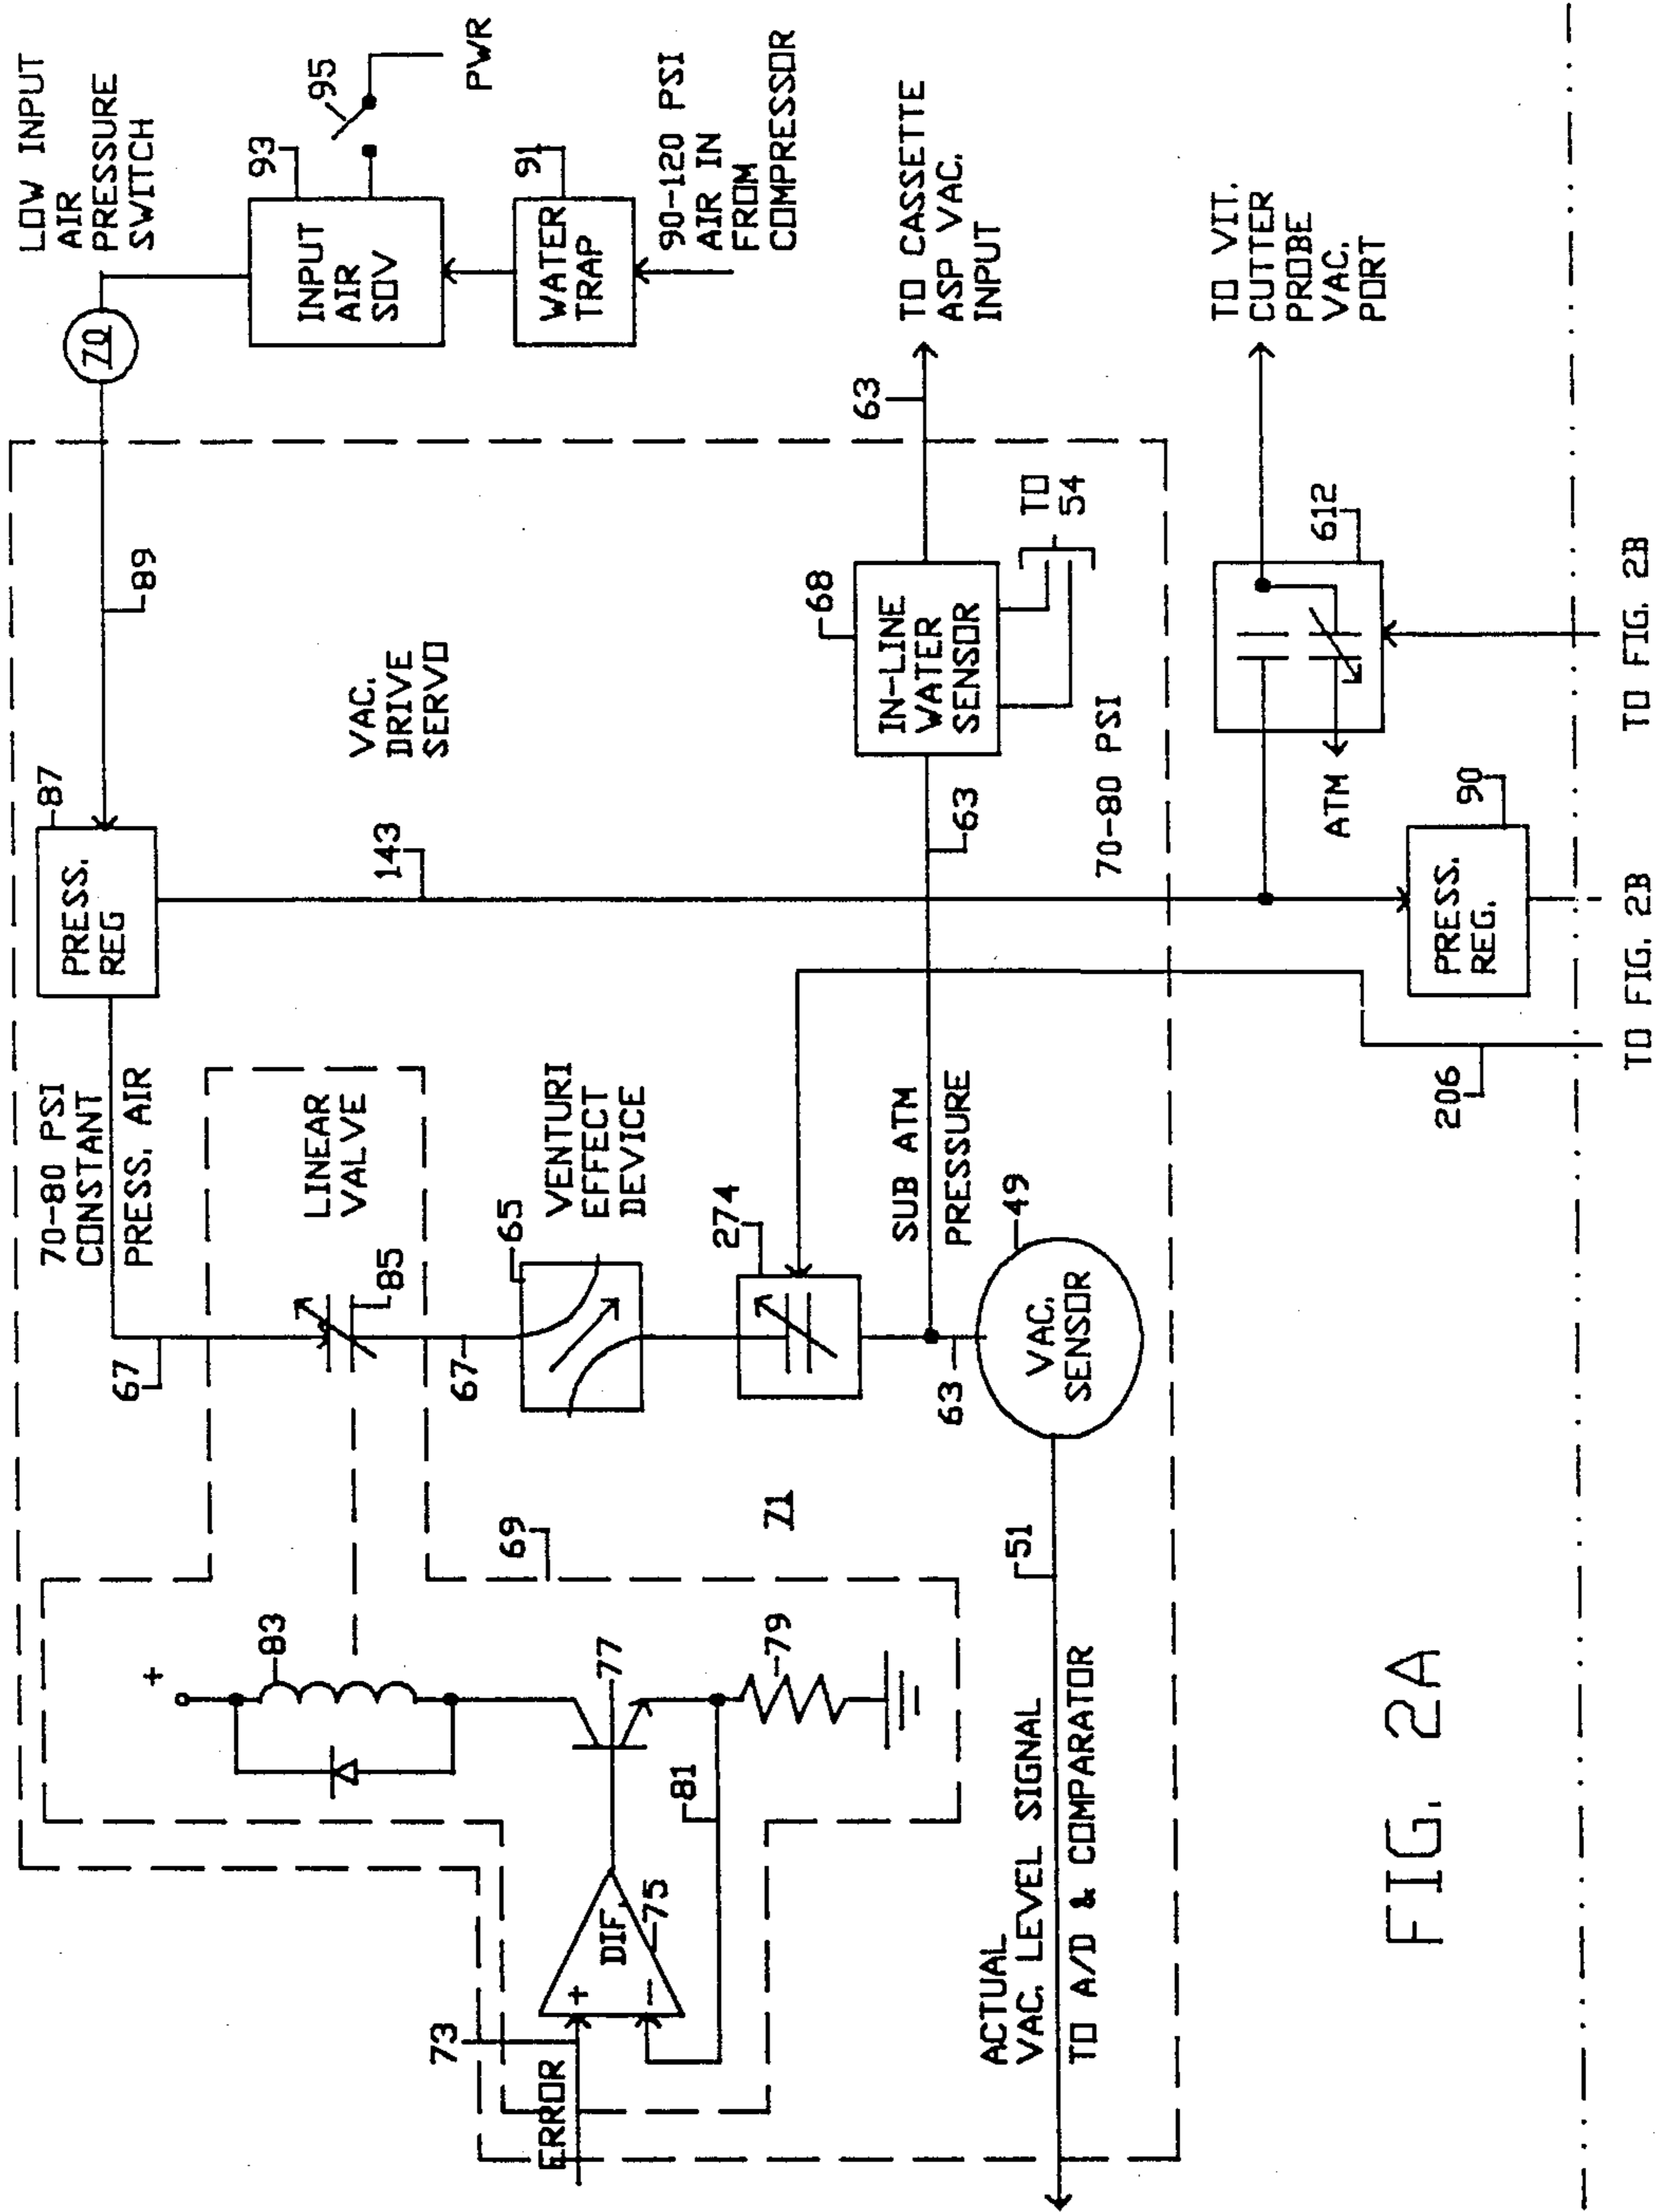 LOW INPUT
AIR
PRESSURE
SWITCH
70
93
INPUT
AIR
SOV
95
PWR
91
WATER
TRAP
90-120 PSI
AIR IN
FROM
COMPRESSOR
89
87
PRESS.
REG
143
VAC.
DRIVE
SERVO
70-80 PSI
CONSTANT
PRESS. AIR
67
LINEAR
VALVE
85
67
65
VENTURI
EFFECT
DEVICE
274
SUB ATM
PRESSURE
63
VAC.
SENSOR
49
63
68
IN-LINE
WATER
SENSOR
TO
54
63
TO CASSETTE
ASP VAC.
INPUT
70-80 PSI
TO VIT.
CUTTER
PROBE
VAC.
PORT
612
ATM
90
PRESS.
REG.
206
TO FIG. 2B
TO FIG. 2B
TO FIG. 2B
+
83
77
79
81
69
71
DIF.
75
+
-
73
ERROR
51
ACTUAL
VAC. LEVEL SIGNAL
TO A/D & COMPARATOR
FIG. 2A